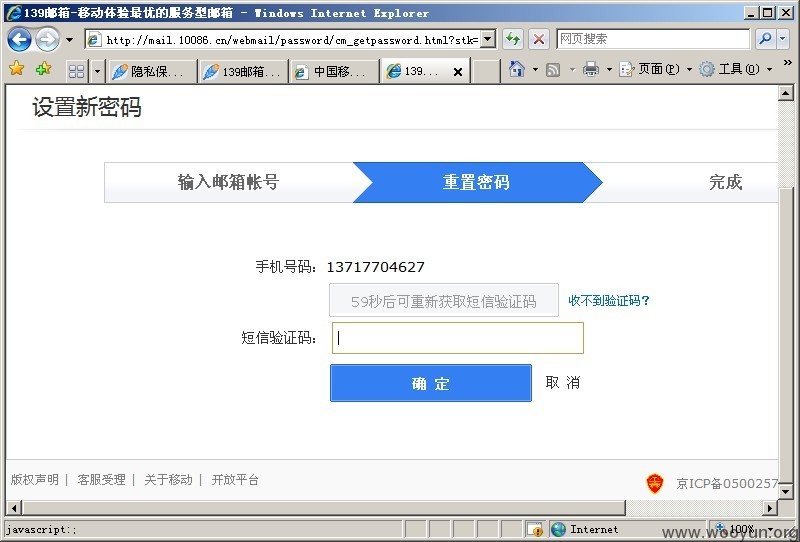 139邮箱-移动体验最优的服务型邮箱 - Windows Internet Explorer
http://mail.10086.cn/webmail/password/cm_getpassword.html?stk=
网页搜索
隐私保...
139邮箱...
中国移...
139...
页面(P)
工具(O)
设置新密码
输入邮箱帐号 重置密码 完成
手机号码: 13717704627
59秒后可重新获取短信验证码 收不到验证码?
短信验证码:
确 定 取 消
版权声明 | 客服受理 | 关于移动 | 开放平台
京ICP备0500257
javascript:;
Internet
100%
www.wooyun.org